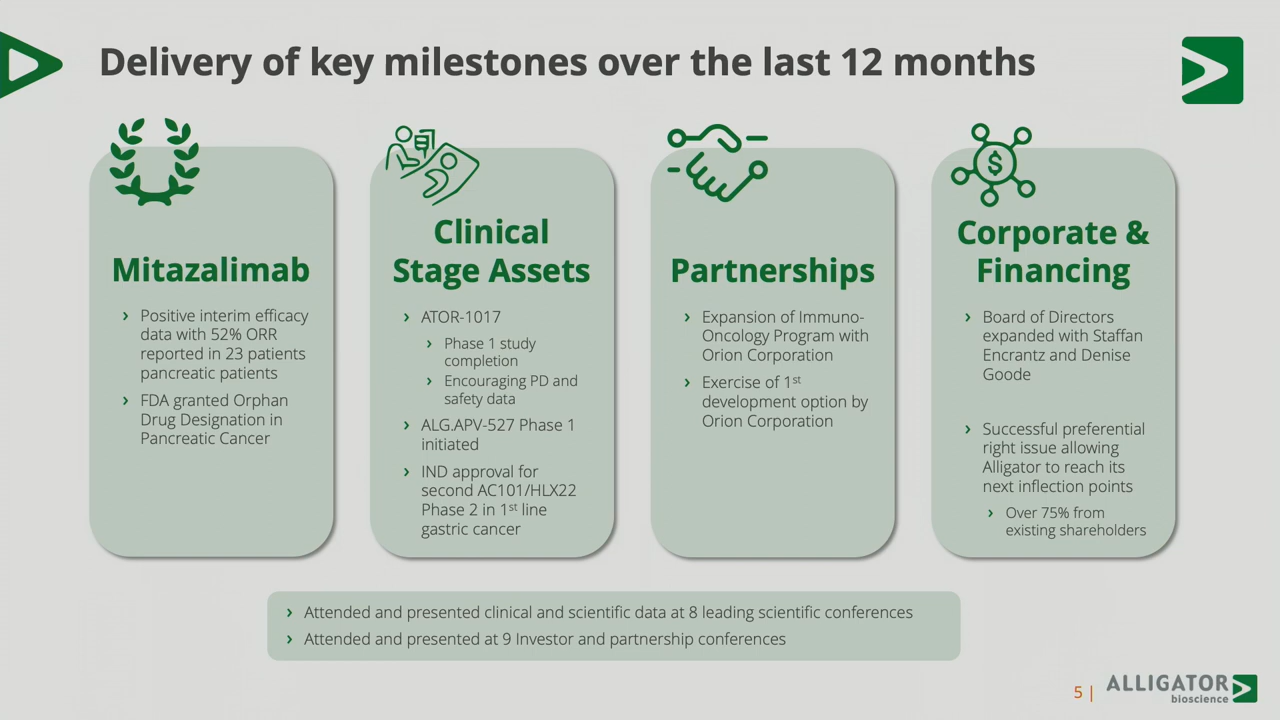 Delivery of key milestones over the last 12 months
Mitazalimab
› Positive interim efficacy
data with 52% ORR
reported in 23 patients
pancreatic patients
› FDA granted Orphan
Drug Designation in
Pancreatic Cancer
Clinical
Stage Assets
› ATOR-1017
› Phase 1 study
completion
› Encouraging PD and
safety data
› ALG.APV-527 Phase 1
initiated
› IND approval for
second AC101/HLX22
Phase 2 in 1st line
gastric cancer
Partnerships
› Expansion of Immuno-
Oncology Program with
Orion Corporation
› Exercise of 1st
development option by
Orion Corporation
$
Corporate &
Financing
› Board of Directors
expanded with Staffan
Encrantz and Denise
Goode
› Successful preferential
right issue allowing
Alligator to reach its
next inflection points
› Over 75% from
existing shareholders
› Attended and presented clinical and scientific data at 8 leading scientific conferences
› Attended and presented at 9 Investor and partnership conferences
5 |
ALLIGATOR
bioscience